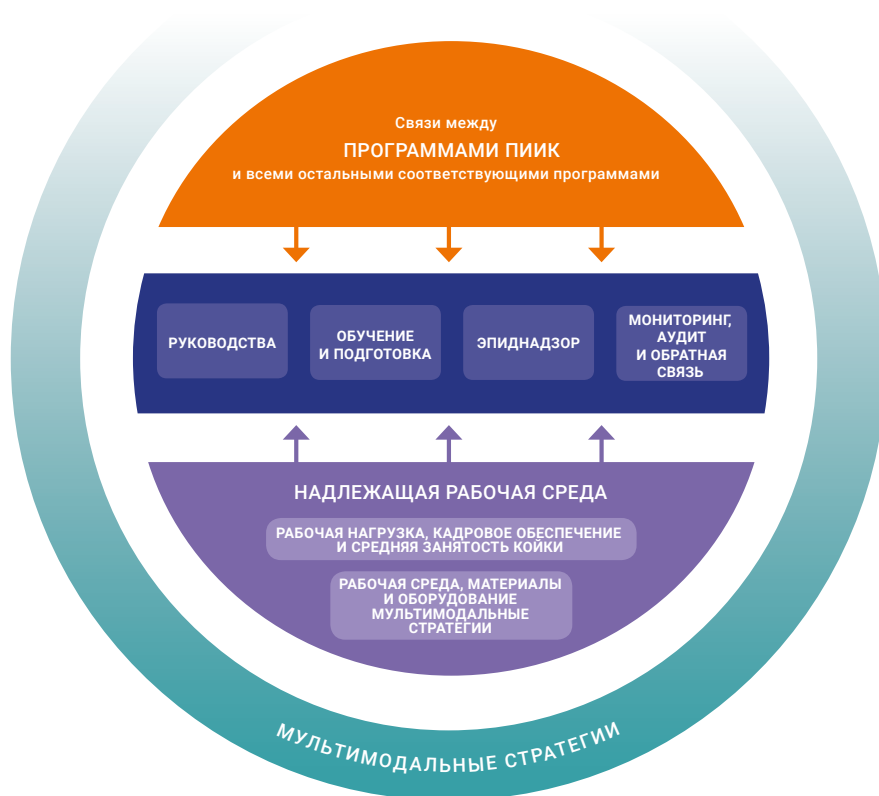 Связи между
ПРОГРАММАМИ ПИИК
и всеми остальными соответствующими программами
РУКОВОДСТВА
ОБУЧЕНИЕ
И ПОДГОТОВКА
ЭПИДНАДЗОР
МОНИТОРИНГ,
АУДИТ
И ОБРАТНАЯ
СВЯЗЬ
НАДЛЕЖАЩАЯ РАБОЧАЯ СРЕДА
РАБОЧАЯ НАГРУЗКА, КАДРОВОЕ ОБЕСПЕЧЕНИЕ
И СРЕДНЯЯ ЗАНЯТОСТЬ КОЙКИ
РАБОЧАЯ СРЕДА, МАТЕРИАЛЫ
И ОБОРУДОВАНИЕ
МУЛЬТИМОДАЛЬНЫЕ
СТРАТЕГИИ
МУЛЬТИМОДАЛЬНЫЕ СТРАТЕГИИ